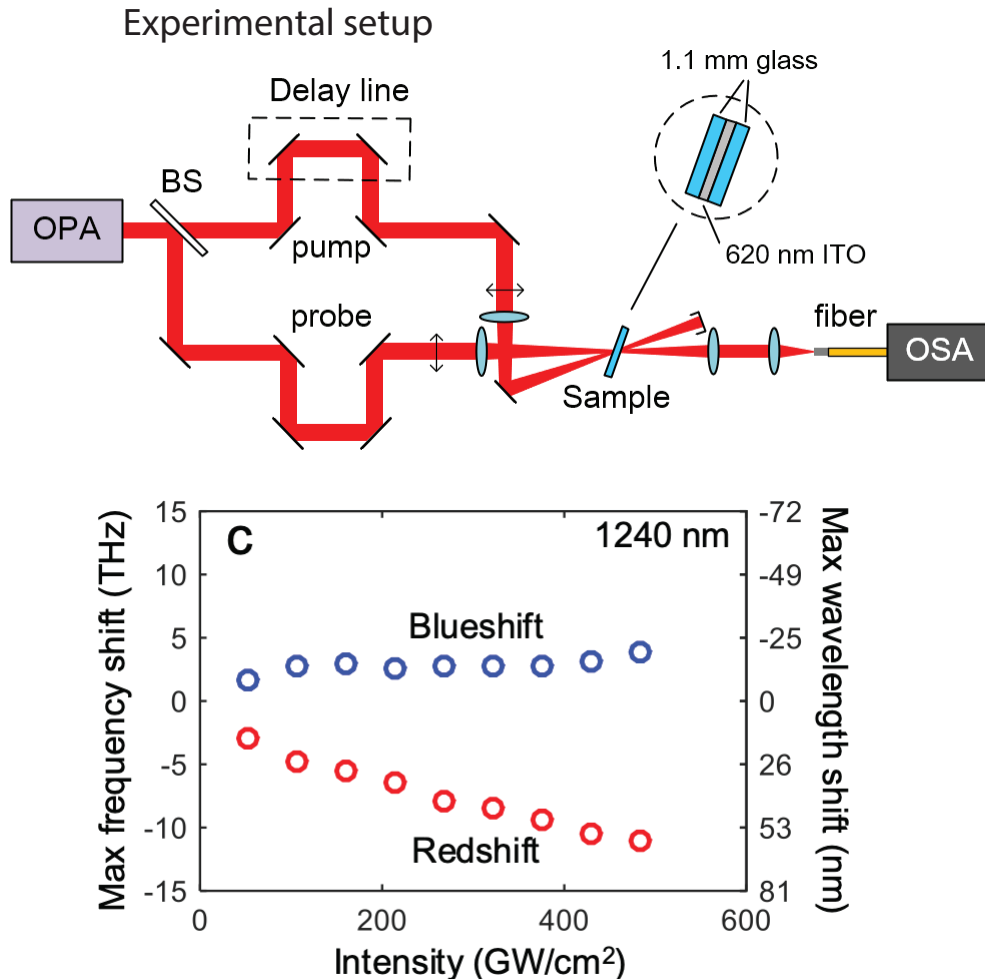 Experimental setup
1.1 mm glass
Delay line
BS
OPA
pump
620 nm ITO
probe
fiber
OSA
Sample
C
1240 nm
Blueshift
Redshift
Max frequency shift (THz)
15
10
5
0
-5
-10
-15
Max wavelength shift (nm)
-72
-49
-25
0
26
53
81
0
200
400
600
Intensity (GW/cm²)